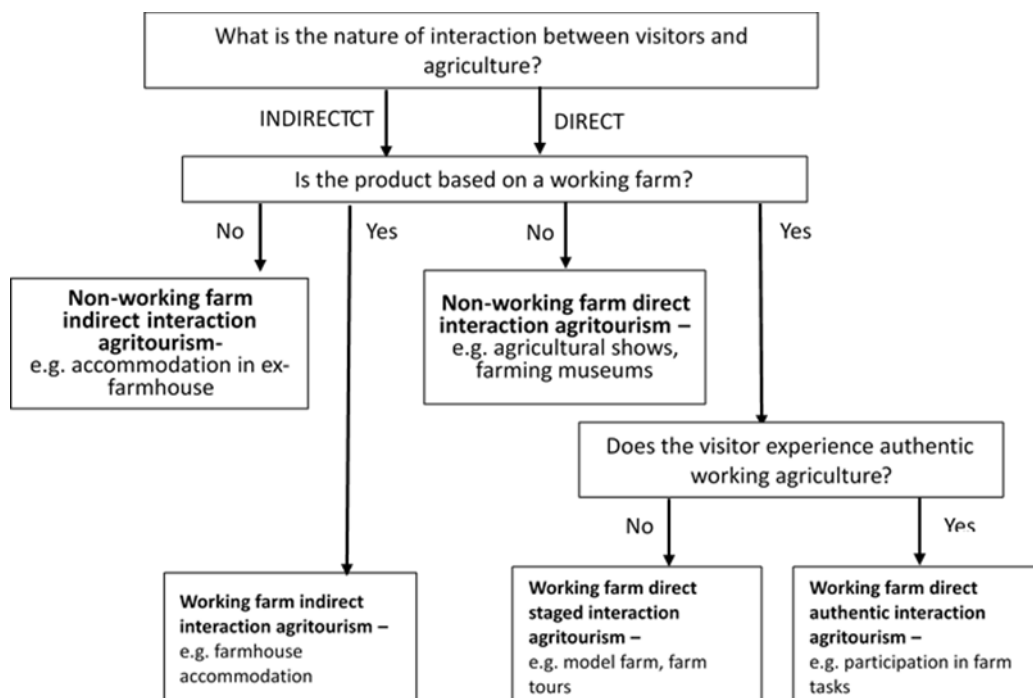 What is the nature of interaction between visitors and
agriculture?
INDIRECTCT
DIRECT
Is the product based on a working farm?
No
Yes
No
Yes
Non-working farm
indirect interaction
agritourism-
e.g. accommodation in ex-
farmhouse
Non-working farm direct
interaction agritourism –
e.g. agricultural shows,
farming museums
Does the visitor experience authentic
working agriculture?
No
Yes
Working farm indirect
interaction agritourism –
e.g. farmhouse
accommodation
Working farm direct
staged interaction
agritourism –
e.g. model farm, farm
tours
Working farm direct
authentic interaction
agritourism –
e.g. participation in farm
tasks